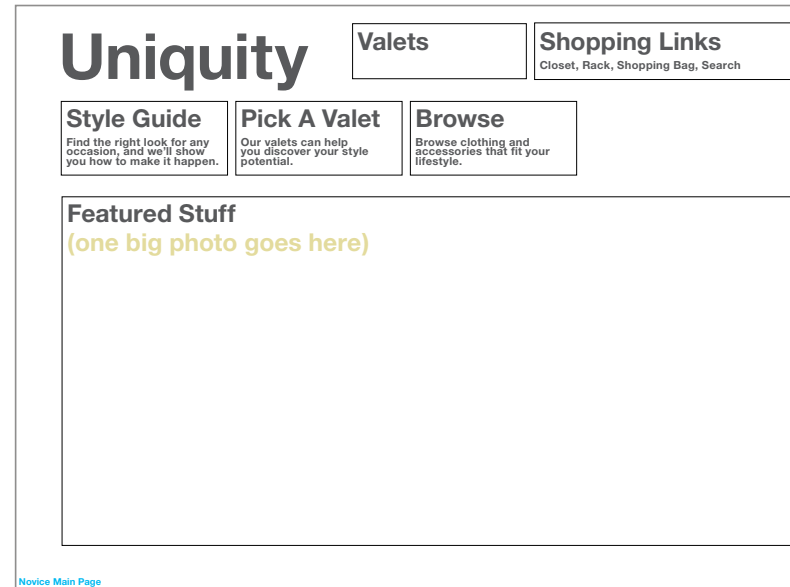 Uniquity
Valets
Shopping Links
Closet, Rack, Shopping Bag, Search
Style Guide
Find the right look for any
occasion, and we'll show
you how to make it happen.
Pick A Valet
Our valets can help
you discover your style
potential.
Browse
Browse clothing and
accessories that fit your
lifestyle.
Featured Stuff
(one big photo goes here)
Novice Main Page